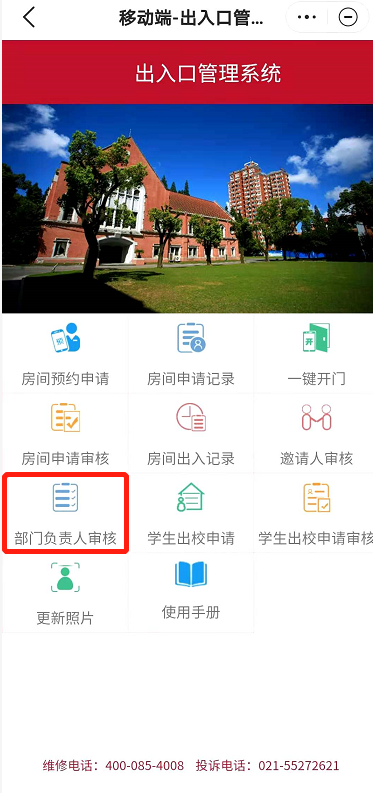 移动端-出入口管...
出入口管理系统
预
开
房间预约申请
房间申请记录
一键开门
房间申请审核
房间出入记录
邀请人审核
部门负责人审核
学生出校申请
学生出校申请审核
更新照片
使用手册
维修电话：400-085-4008 投诉电话：021-55272621